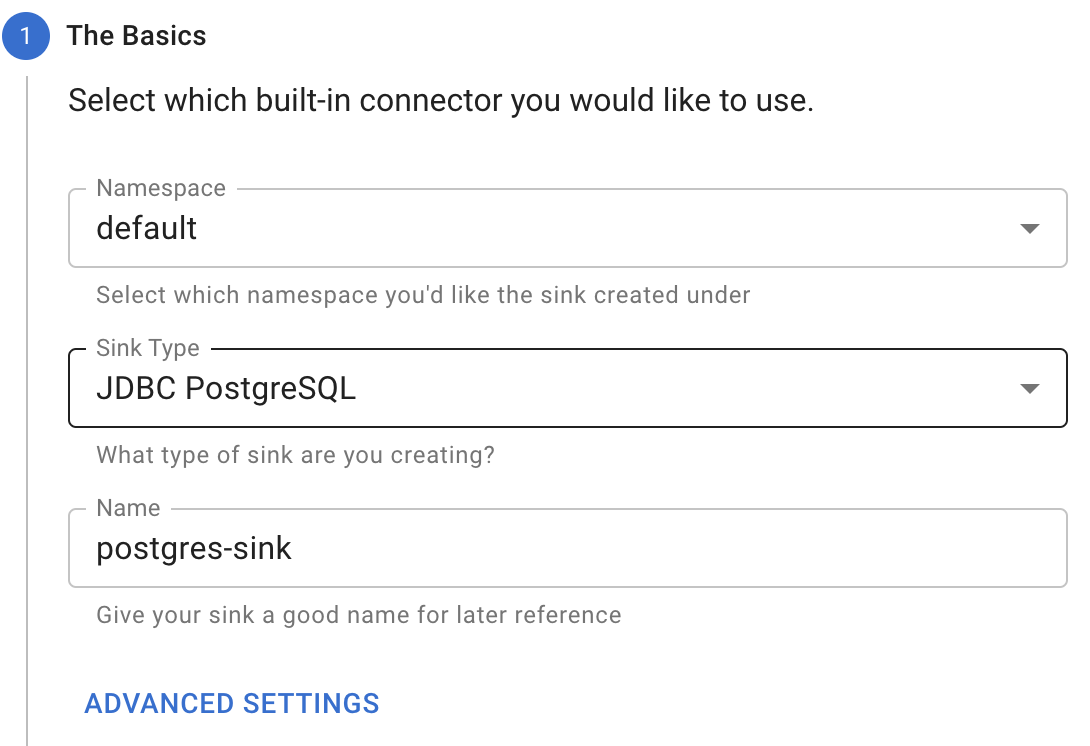 1 The Basics
Select which built-in connector you would like to use.
Namespace
default
Select which namespace you'd like the sink created under
Sink Type
JDBC PostgreSQL
What type of sink are you creating?
Name
postgres-sink
Give your sink a good name for later reference
ADVANCED SETTINGS